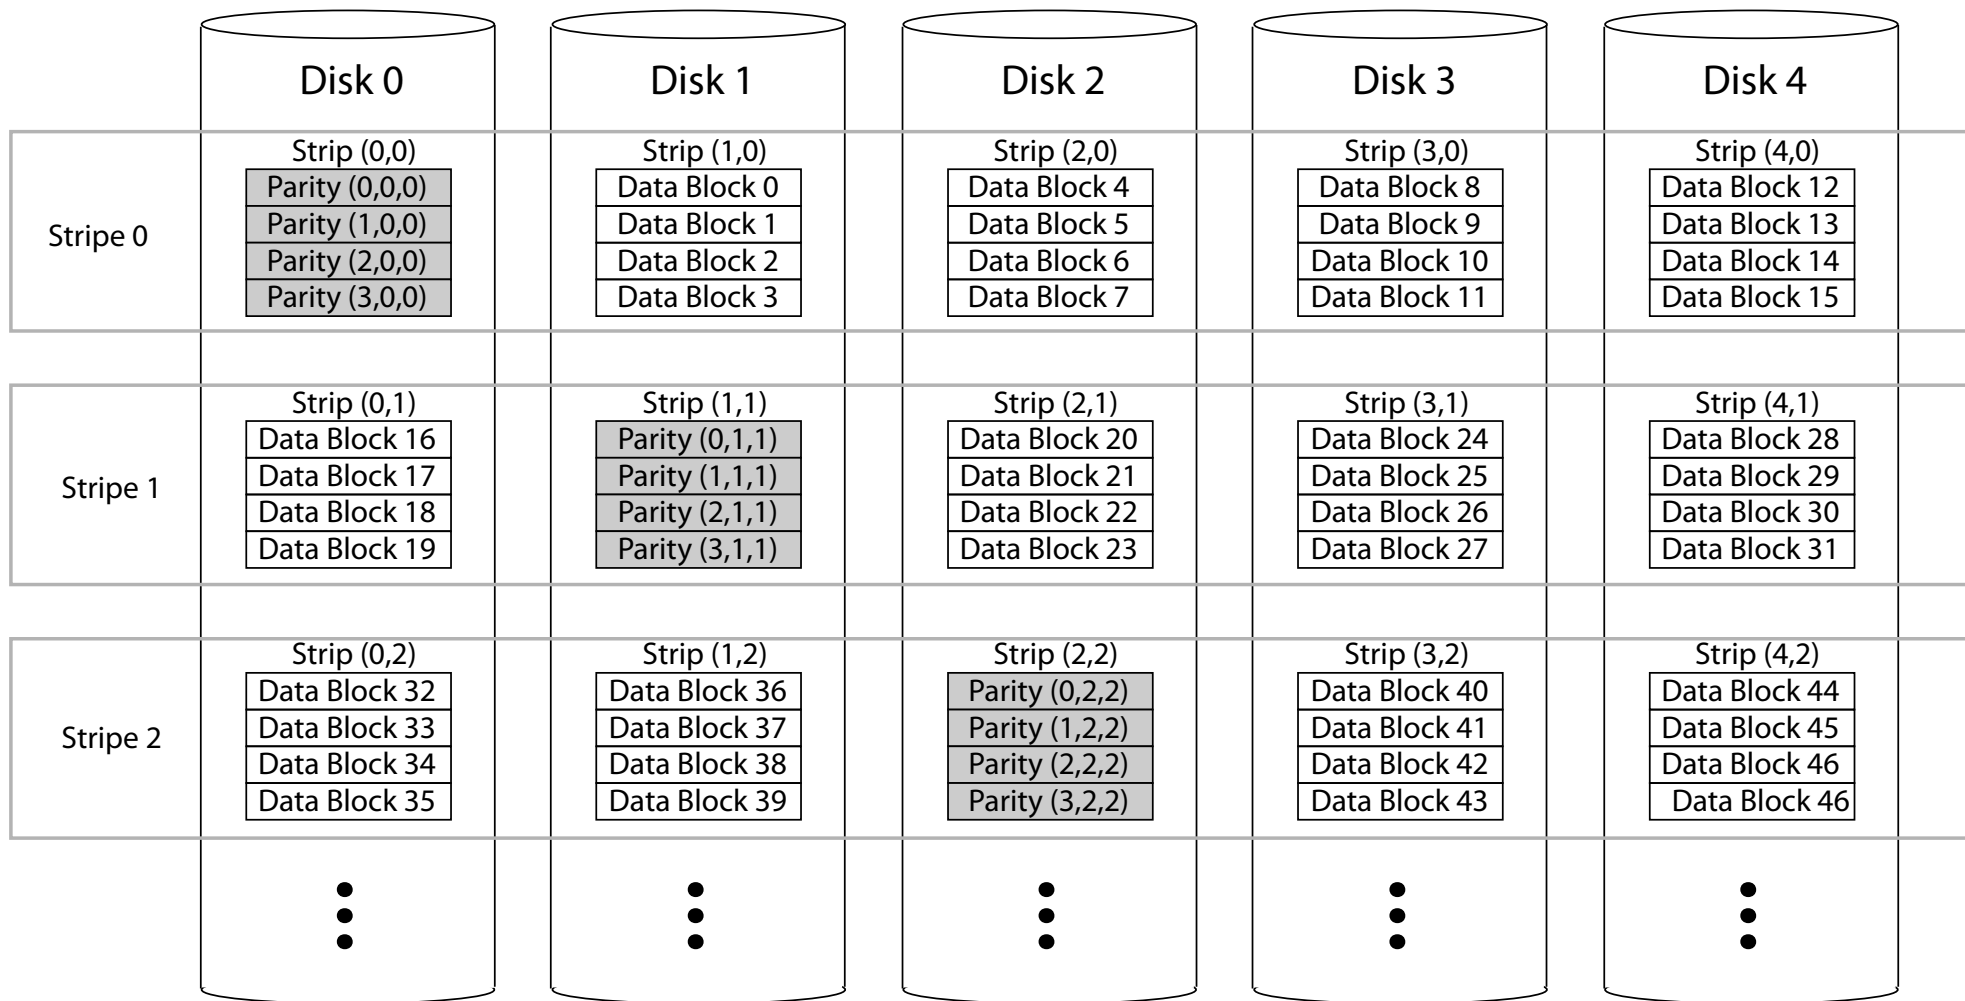 Disk 0 Disk 1 Disk 2 Disk 3 Disk 4
Strip (0,0) Strip (1,0) Strip (2,0) Strip (3,0) Strip (4,0)
Parity (0,0,0) Data Block 0 Data Block 4 Data Block 8 Data Block 12
Parity (1,0,0) Data Block 1 Data Block 5 Data Block 9 Data Block 13
Stripe 0
Parity (2,0,0) Data Block 2 Data Block 6 Data Block 10 Data Block 14
Parity (3,0,0) Data Block 3 Data Block 7 Data Block 11 Data Block 15
Strip (0,1) Strip (1,1) Strip (2,1) Strip (3,1) Strip (4,1)
Data Block 16 Parity (0,1,1) Data Block 20 Data Block 24 Data Block 28
Data Block 17 Parity (1,1,1) Data Block 21 Data Block 25 Data Block 29
Stripe 1
Data Block 18 Parity (2,1,1) Data Block 22 Data Block 26 Data Block 30
Data Block 19 Parity (3,1,1) Data Block 23 Data Block 27 Data Block 31
Strip (0,2) Strip (1,2) Strip (2,2) Strip (3,2) Strip (4,2)
Data Block 32 Data Block 36 Parity (0,2,2) Data Block 40 Data Block 44
Data Block 33 Data Block 37 Parity (1,2,2) Data Block 41 Data Block 45
Stripe 2
Data Block 34 Data Block 38 Parity (2,2,2) Data Block 42 Data Block 46
Data Block 35 Data Block 39 Parity (3,2,2) Data Block 43 Data Block 46